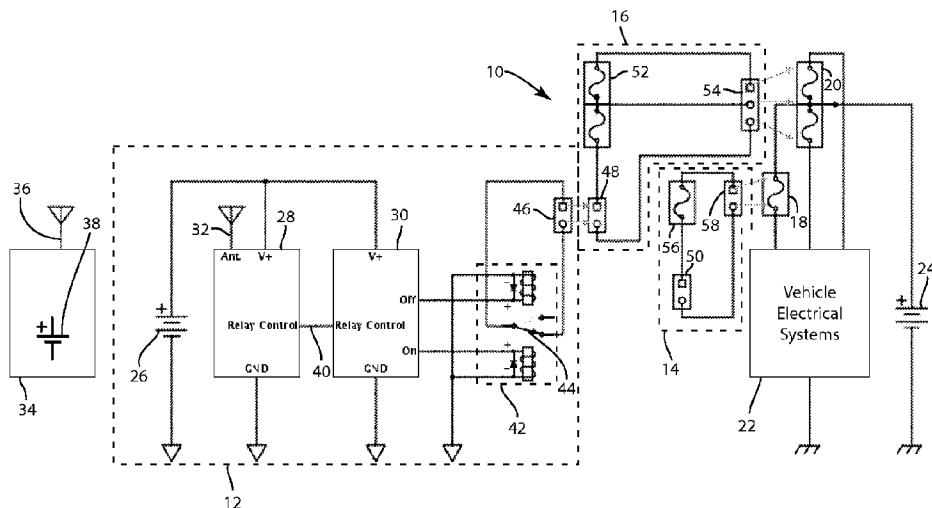 16
10
52
54
20
36
38
32
28
30
46
48
58
18
56
50
24
Ant.
V+
V+
Off
+
-
+
+
Relay Control
Relay Control
On
+
-
GND
GND
Vehicle
Electrical
Systems
+
26
40
44
42
14
22
34
12